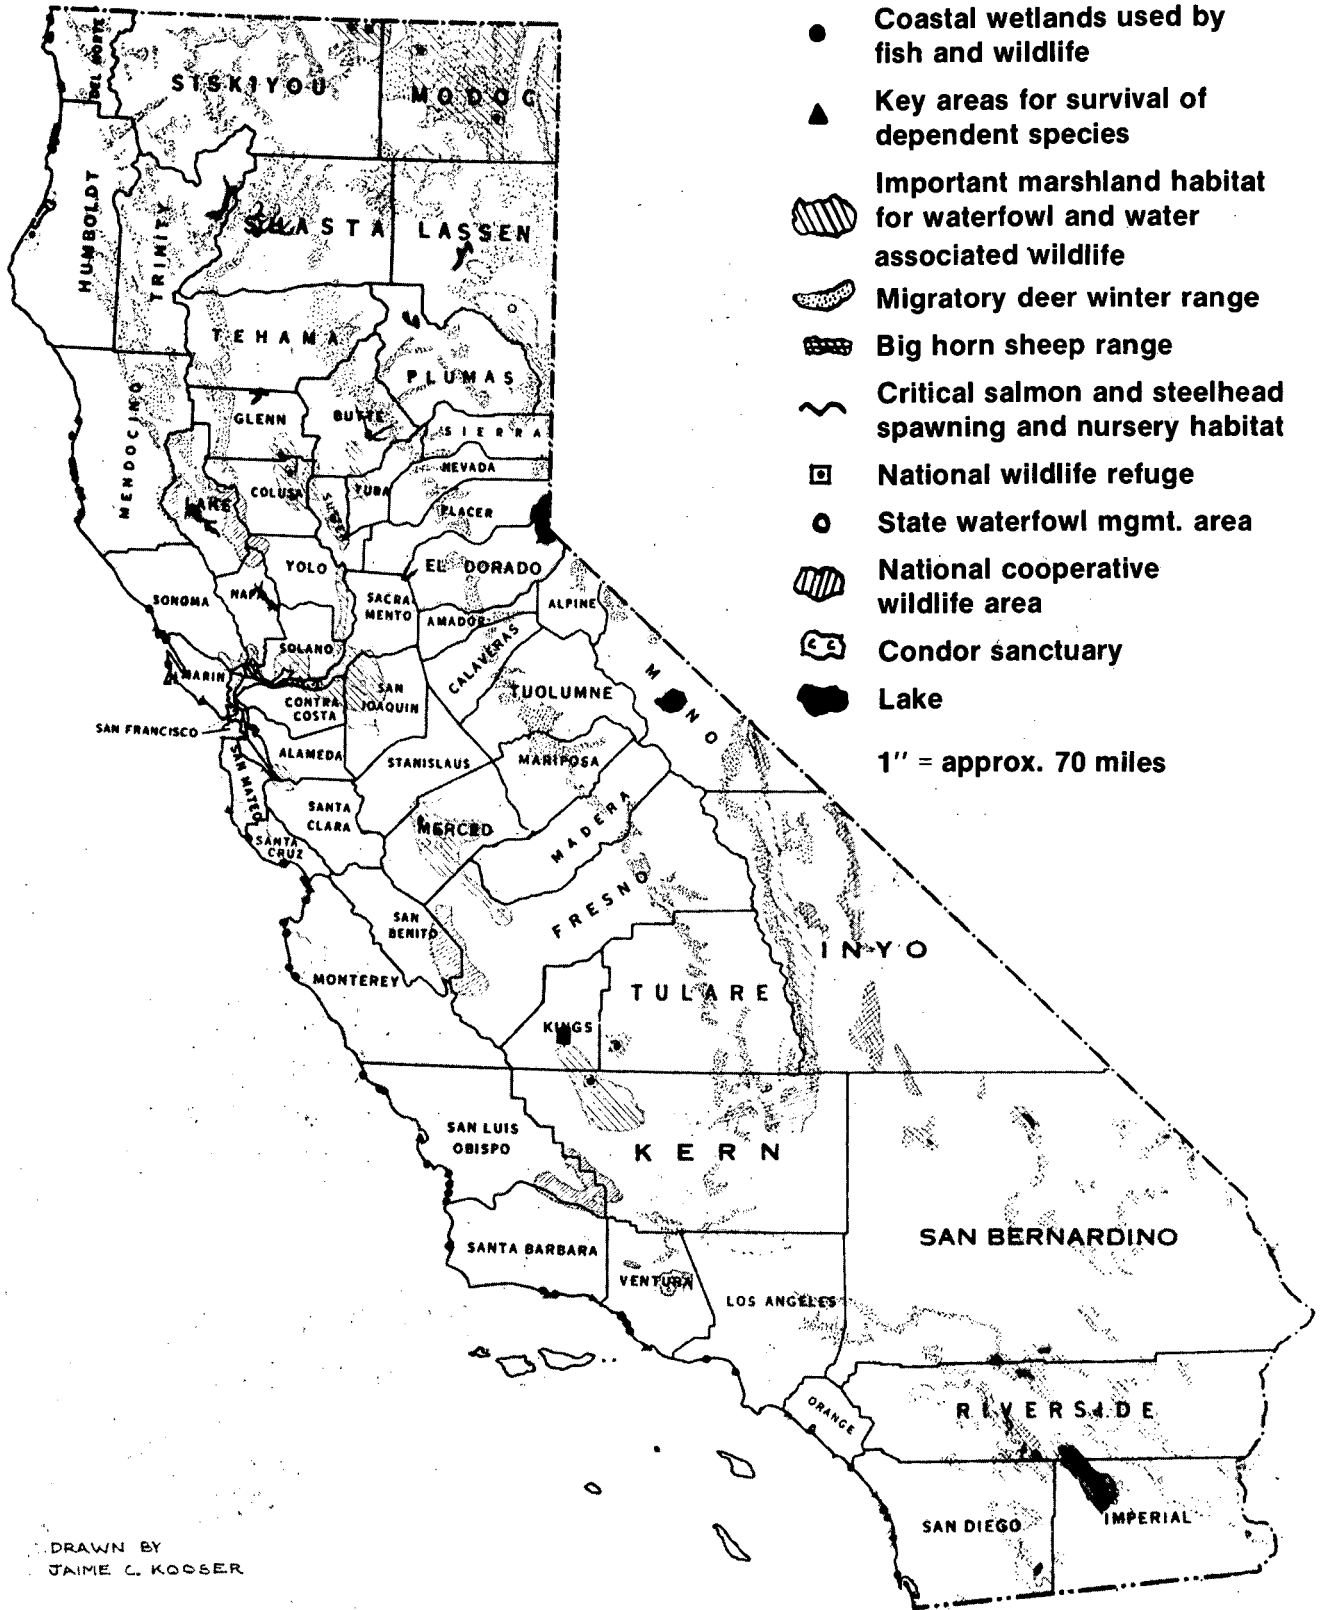 Coastal wetlands used by
fish and wildlife
Key areas for survival of
dependent species
Important marshland habitat
for waterfowl and water
associated wildlife
Migratory deer winter range
Big horn sheep range
Critical salmon and steelhead
spawning and nursery habitat
National wildlife refuge
State waterfowl mgmt. area
National cooperative
wildlife area
Condor sanctuary
Lake
1" = approx. 70 miles
DEL NORTE
SISKIYOU
MODOC
HUMBOLDT
TRINITY
SHASTA
LASSEN
TEHAMA
PLUMAS
MENDOCINO
GLENN
BUTTE
SIERRA
NEVADA
LAKE
COLUSA
SUTTER
YUBA
PLACER
YOLO
EL DORADO
SONOMA
NAPA
SACRA
MENTO
ALPINE
AMADOR
SOLANO
CALAVERAS
MARIN
SAN
JOAQUIN
TUOLUMNE
MONO
CONTRA
COSTA
SAN FRANCISCO
ALAMEDA
STANISLAUS
MARIPOSA
SAN MATEO
SANTA
CLARA
MERCED
MADERA
SANTA
CRUZ
FRESNO
SAN
BENITO
INYO
MONTEREY
TULARE
KINGS
SAN LUIS
OBISPO
KERN
SANTA BARBARA
VENTURA
LOS ANGELES
SAN BERNARDINO
ORANGE
RIVERSIDE
SAN DIEGO
IMPERIAL
DRAWN BY
JAIME C. KOOSER